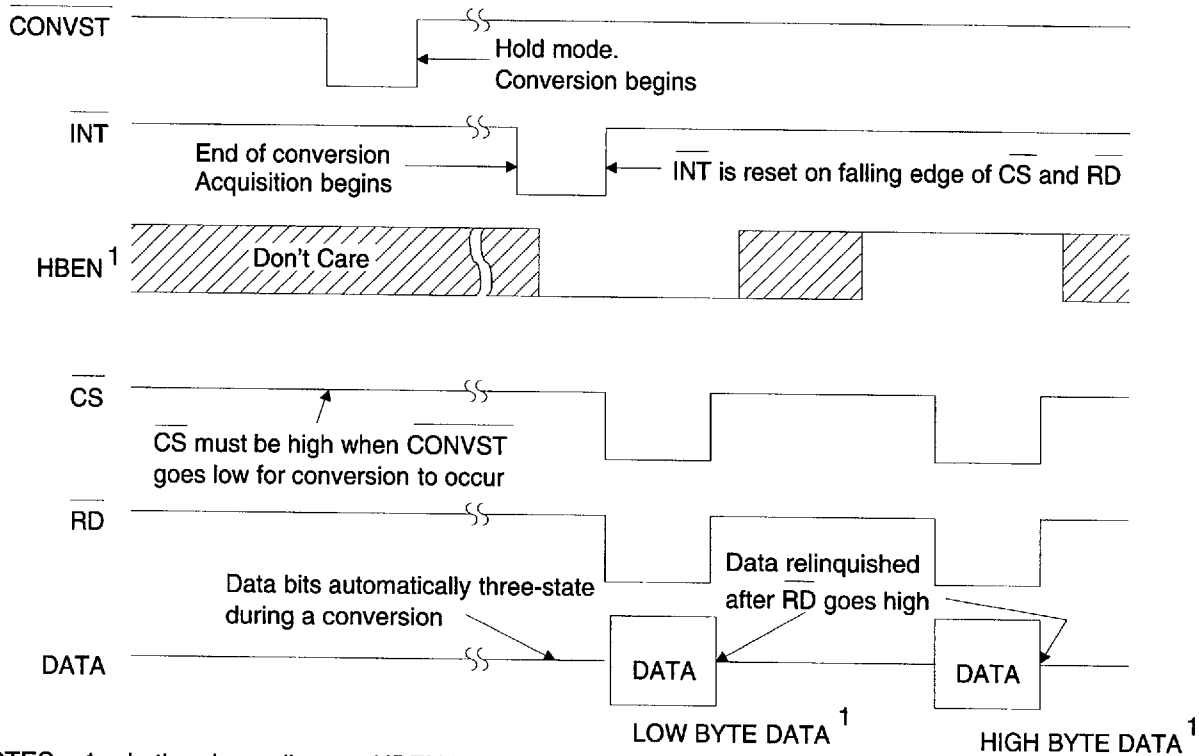 CONVST
Hold mode.
Conversion begins
INT
End of conversion
Acquisition begins
INT is reset on falling edge of CS and RD
HBEN 1
Don't Care
CS
CS must be high when CONVST
goes low for conversion to occur
RD
Data bits automatically three-state
during a conversion
Data relinquished
after RD goes high
DATA
DATA
DATA
LOW BYTE DATA 1
HIGH BYTE DATA 1